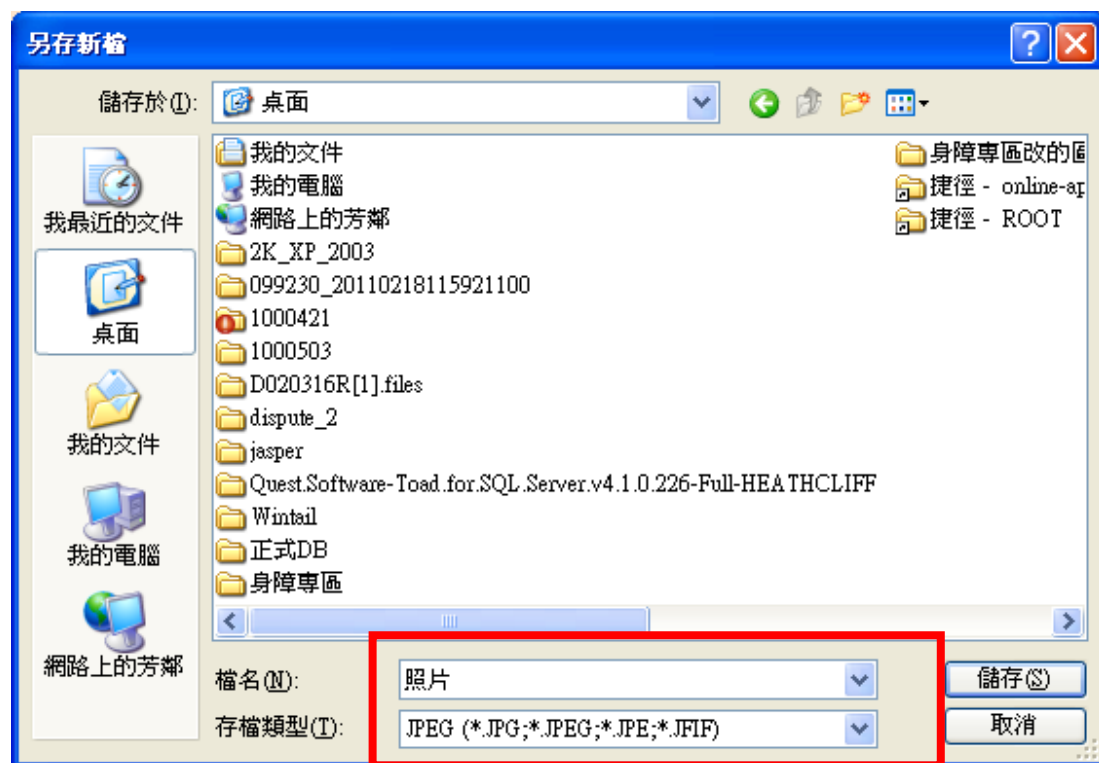 另存新檔
儲存於(I):
桌面
我最近的文件
桌面
我的文件
我的電腦
網路上的芳鄰
我的文件
我的電腦
網路上的芳鄰
2K_XP_2003
099230_20110218115921100
1000421
1000503
D020316R[1].files
dispute_2
jasper
Quest.Software-Toad.for.SQL.Server.v4.1.0.226-Full-HEATHCLIFF
Wintail
正式DB
身障專區
身障專區改的區
捷徑 - online-ap
捷徑 - ROOT
檔名(N):
照片
儲存(S)
存檔類型(T):
JPEG (*.JPG;*.JPEG;*.JPE;*.JFIF)
取消